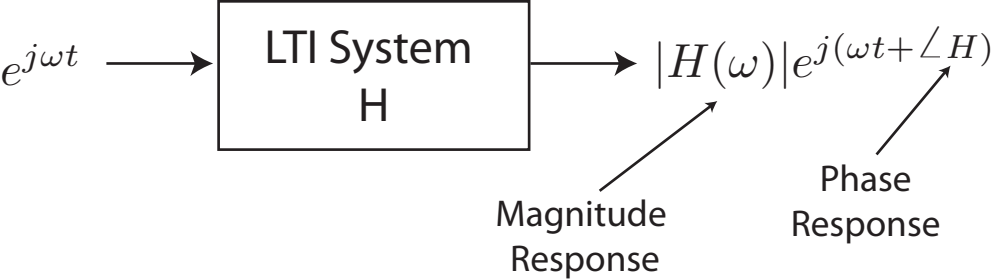 e^{jωt}
LTI System
H
|H(ω)|e^{j(ωt+∠H)}
Magnitude
Response
Phase
Response